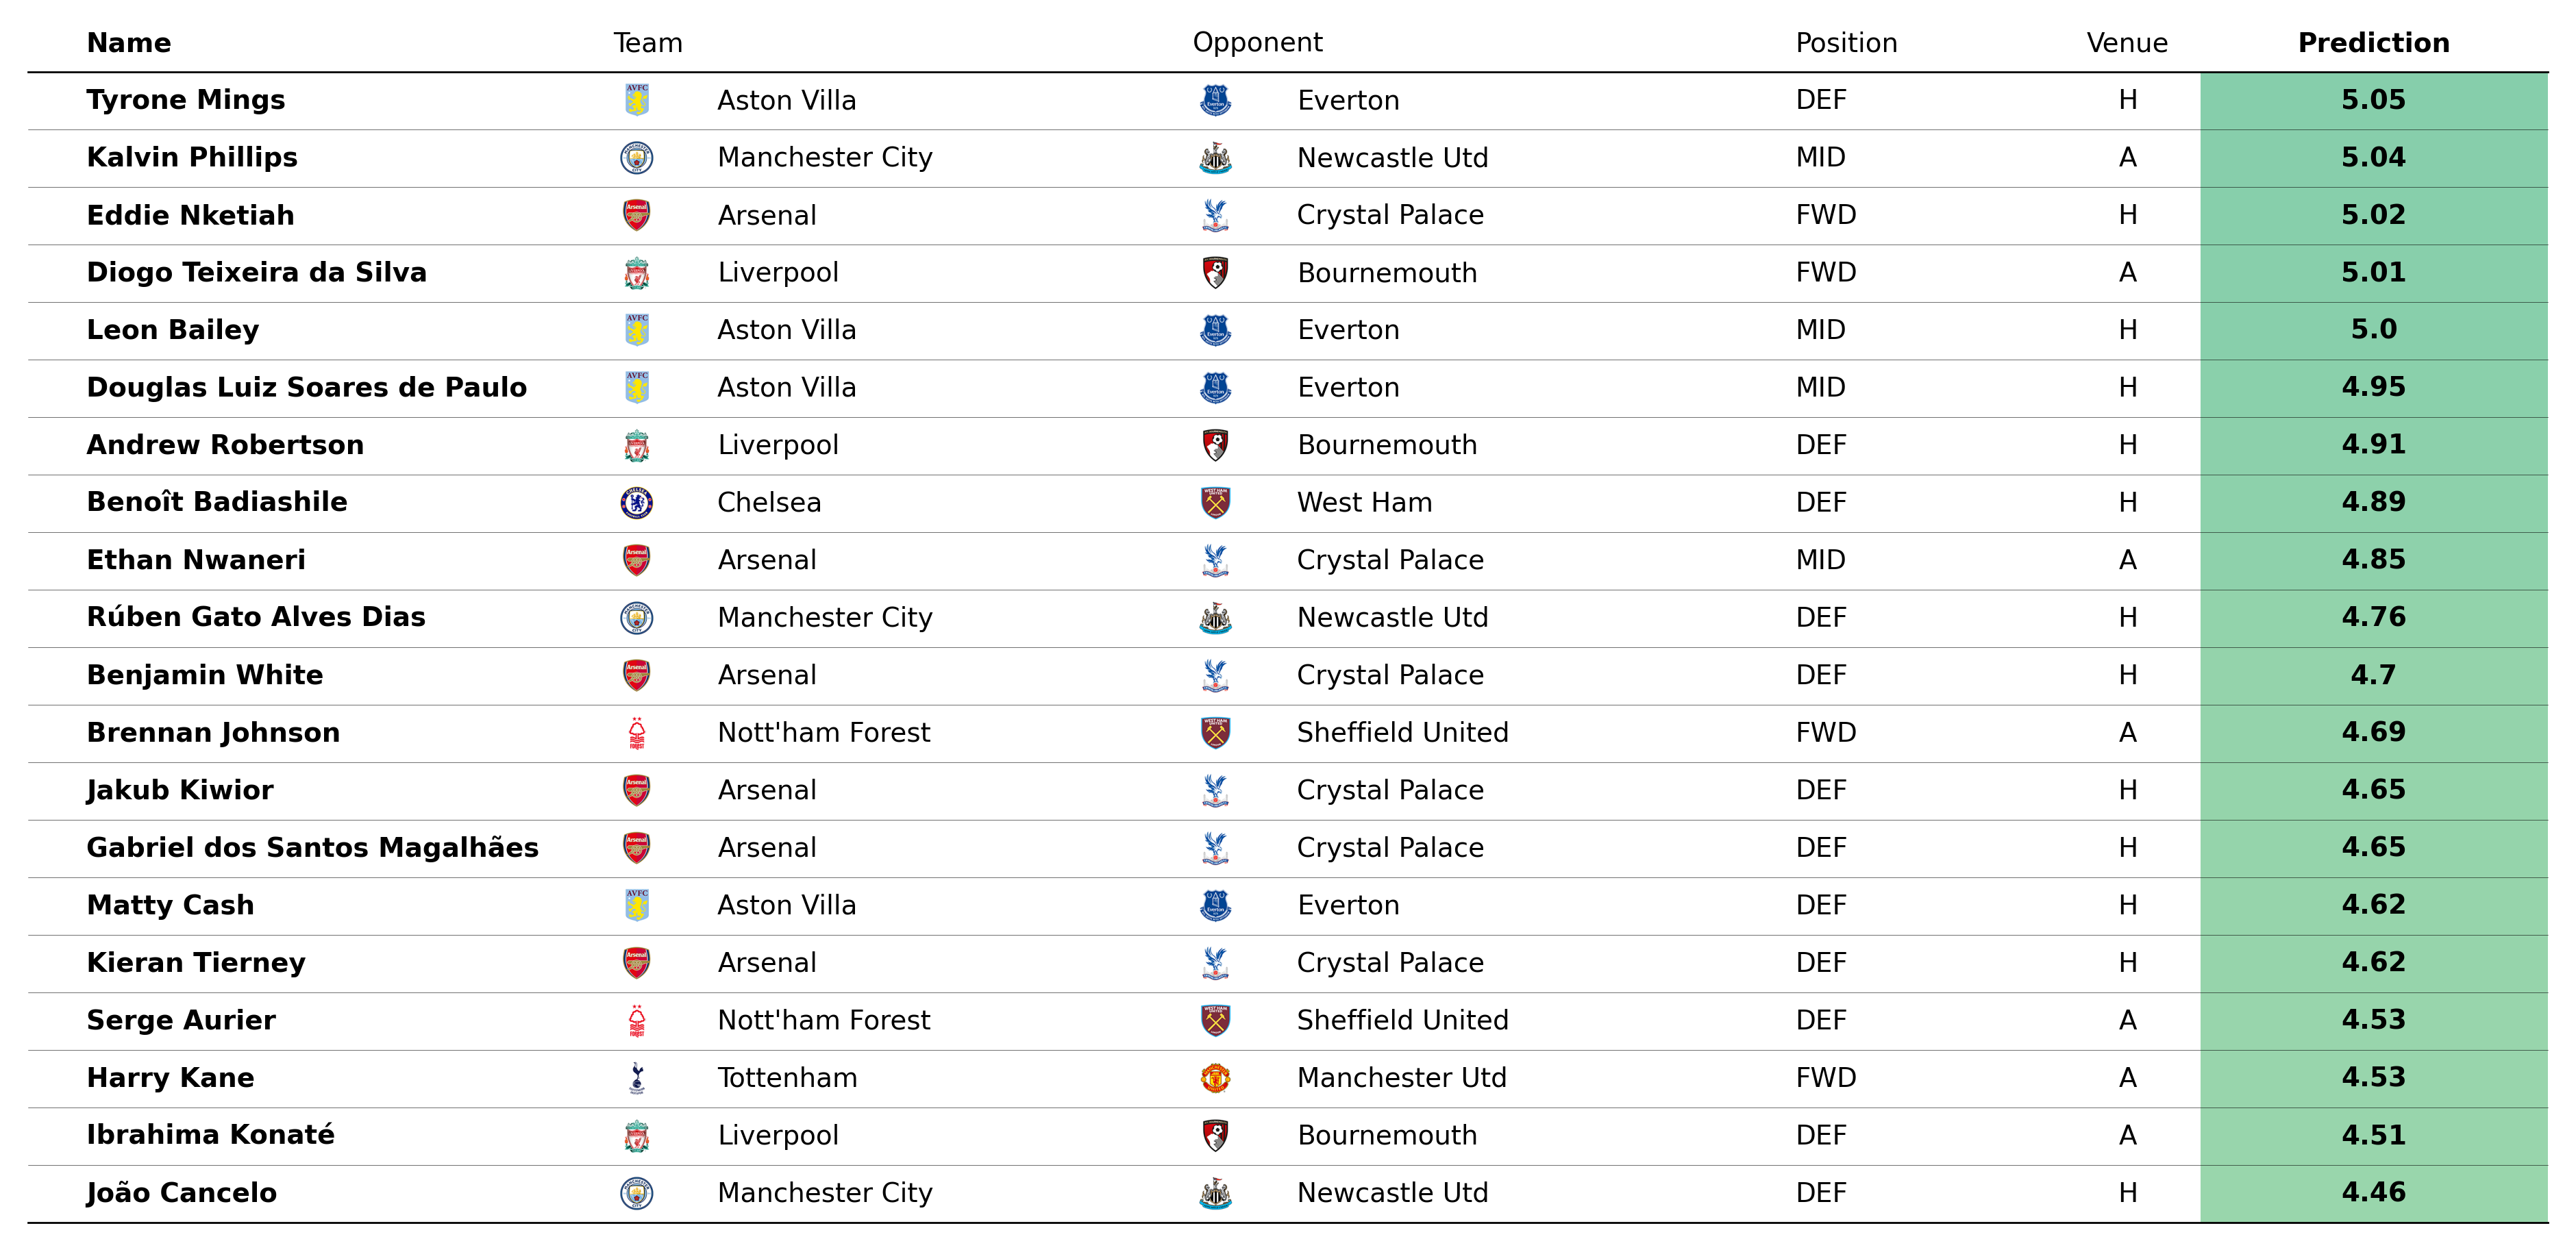 Name Team Opponent Position Venue Prediction
Tyrone Mings Aston Villa Everton DEF H 5.05
Kalvin Phillips Manchester City Newcastle Utd MID A 5.04
Eddie Nketiah Arsenal Crystal Palace FWD H 5.02
Diogo Teixeira da Silva Liverpool Bournemouth FWD A 5.01
Leon Bailey Aston Villa Everton MID H 5.0
Douglas Luiz Soares de Paulo Aston Villa Everton MID H 4.95
Andrew Robertson Liverpool Bournemouth DEF H 4.91
Benoît Badiashile Chelsea West Ham DEF H 4.89
Ethan Nwaneri Arsenal Crystal Palace MID A 4.85
Rúben Gato Alves Dias Manchester City Newcastle Utd DEF H 4.76
Benjamin White Arsenal Crystal Palace DEF H 4.7
Brennan Johnson Nott'ham Forest Sheffield United FWD A 4.69
Jakub Kiwior Arsenal Crystal Palace DEF H 4.65
Gabriel dos Santos Magalhães Arsenal Crystal Palace DEF H 4.65
Matty Cash Aston Villa Everton DEF H 4.62
Kieran Tierney Arsenal Crystal Palace DEF H 4.62
Serge Aurier Nott'ham Forest Sheffield United DEF A 4.53
Harry Kane Tottenham Manchester Utd FWD A 4.53
Ibrahima Konaté Liverpool Bournemouth DEF A 4.51
João Cancelo Manchester City Newcastle Utd DEF H 4.46